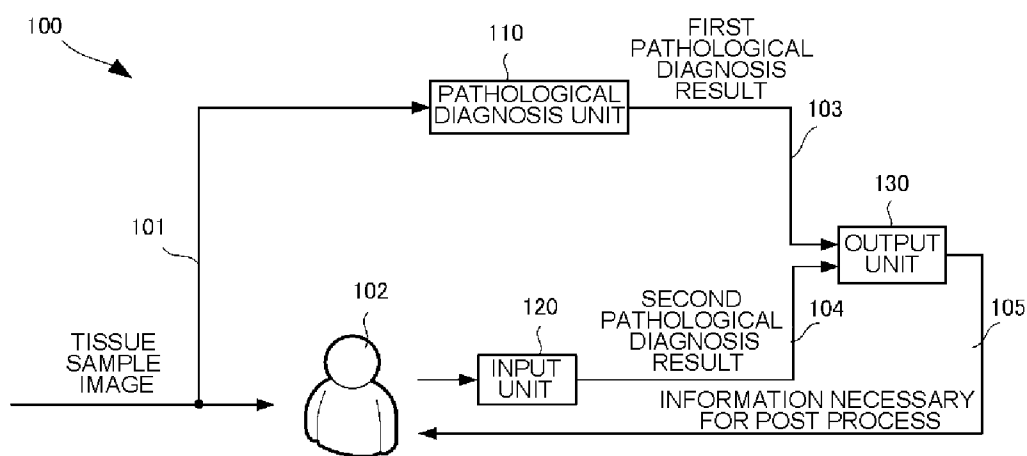 100
110
PATHOLOGICAL
DIAGNOSIS UNIT
FIRST
PATHOLOGICAL
DIAGNOSIS
RESULT
103
101
130
OUTPUT
UNIT
102
120
INPUT
UNIT
SECOND
PATHOLOGICAL
DIAGNOSIS
RESULT
104
105
TISSUE
SAMPLE
IMAGE
INFORMATION NECESSARY
FOR POST PROCESS